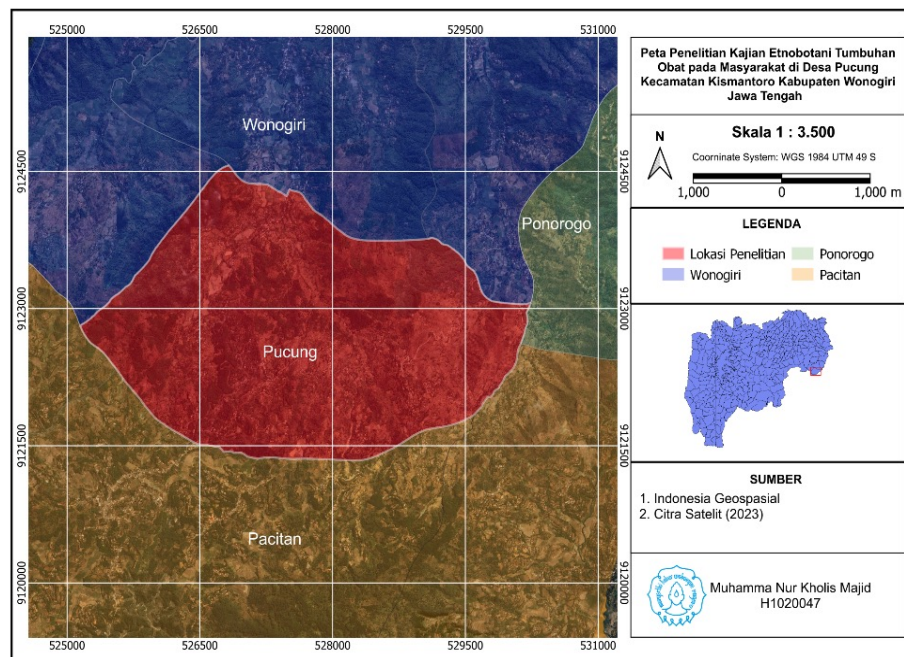 525000
526500
528000
529500
531000
9124500
9123000
9121500
9120000
Wonogiri
Ponorogo
Pucung
Pacitan
9124500
9123000
9121500
9120000
525000
526500
528000
529500
531000
Peta Penelitian Kajian Etnobotani Tumbuhan
Obat pada Masyarakat di Desa Pucung
Kecamatan Kismantoro Kabupaten Wonogiri
Jawa Tengah
N
Skala 1 : 3.500
Coorninate System: WGS 1984 UTM 49 S
1,000 0 1,000 m
LEGENDA
Lokasi Penelitian
Ponorogo
Wonogiri
Pacitan
SUMBER
1. Indonesia Geospasial
2. Citra Satelit (2023)
Muhamma Nur Kholis Majid
H1020047